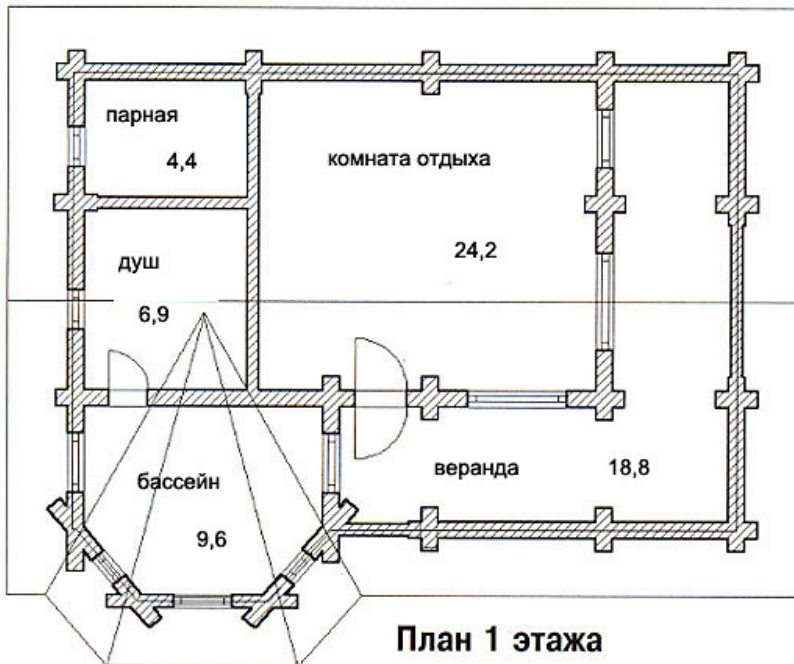 парная
4,4
комната отдыха
24,2
душ
6,9
бассейн
9,6
веранда 18,8
План 1 этажа